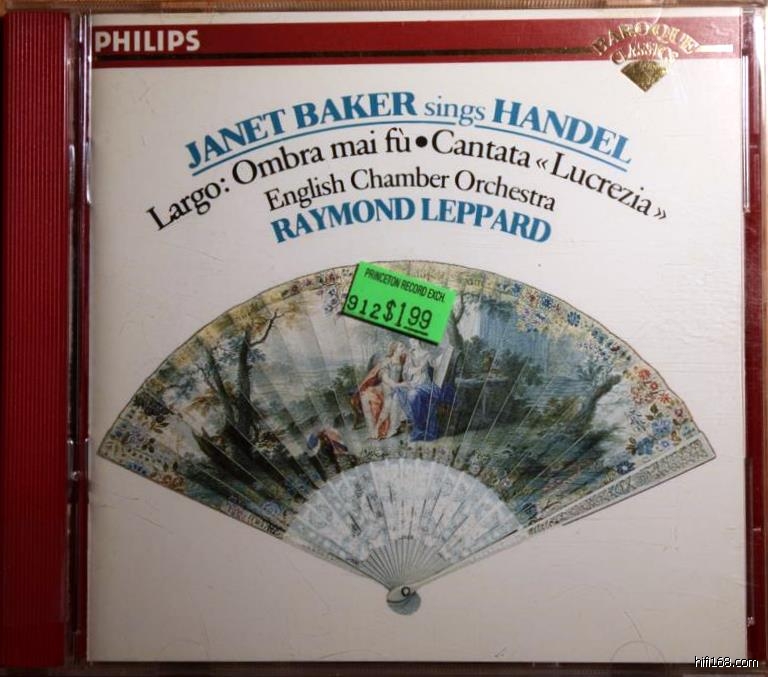 PHILIPS
BAROQUE
CLASSICS
JANET BAKER sings HANDEL
Largo: Ombra mai fù • Cantata « Lucrezia »
English Chamber Orchestra
RAYMOND LEPPARD
PRINCETON RECORD EXCH.
912 $1.99
hifi168.com